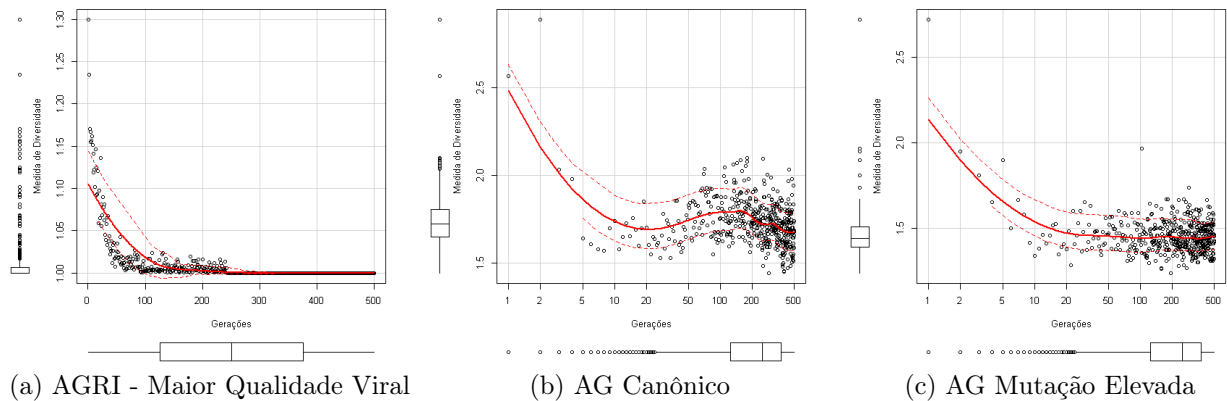 Medida de Diversidade
1.30
1.25
1.20
1.15
1.10
1.05
1.00
0 100 200 300 400 500
Gerações
(a) AGRI - Maior Qualidade Viral
Medida de Diversidade
2.5
2.0
1.5
1 2 5 10 20 50 100 200 500
Gerações
(b) AG Canônico
Medida de Diversidade
2.5
2.0
1.5
1 2 5 10 20 50 100 200 500
Gerações
(c) AG Mutação Elevada